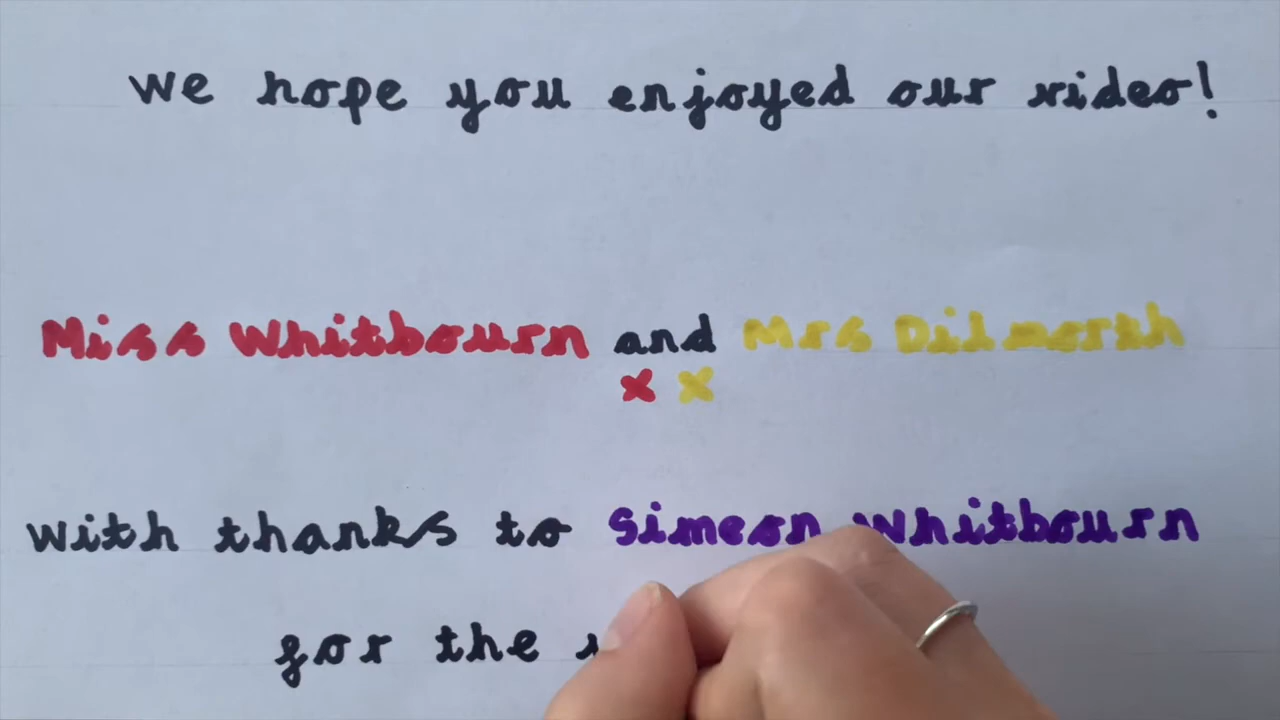 we hope you enjoyed our video!
Miss Whitbourn and Mrs Dilworth
x x
with thanks to Simeon Whitbourn
for the